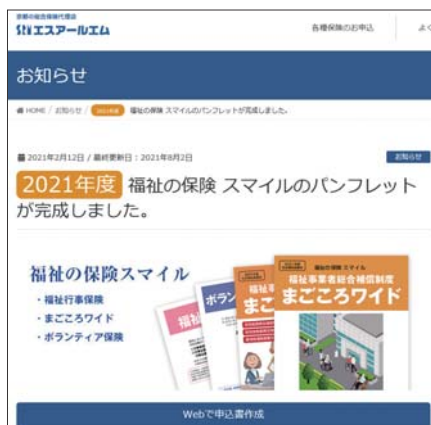 京都の総合保険代理店
エスアールエム
各種保険のお申込
よく
お知らせ
HOME / お知らせ / 2021年度 福祉の保険 スマイルのパンフレットが完成しました。
2021年2月12日 / 最終更新日 : 2021年8月2日
お知らせ
2021年度 福祉の保険 スマイルのパンフレット
が完成しました。
福祉の保険スマイル
・福祉行事保険
・まごころワイド
・ボランティア保険
福祉
ボラン
まご
福祉の保険 スマイル
福祉事業者総合補償制度
まごころワイド
Webで申込書作成